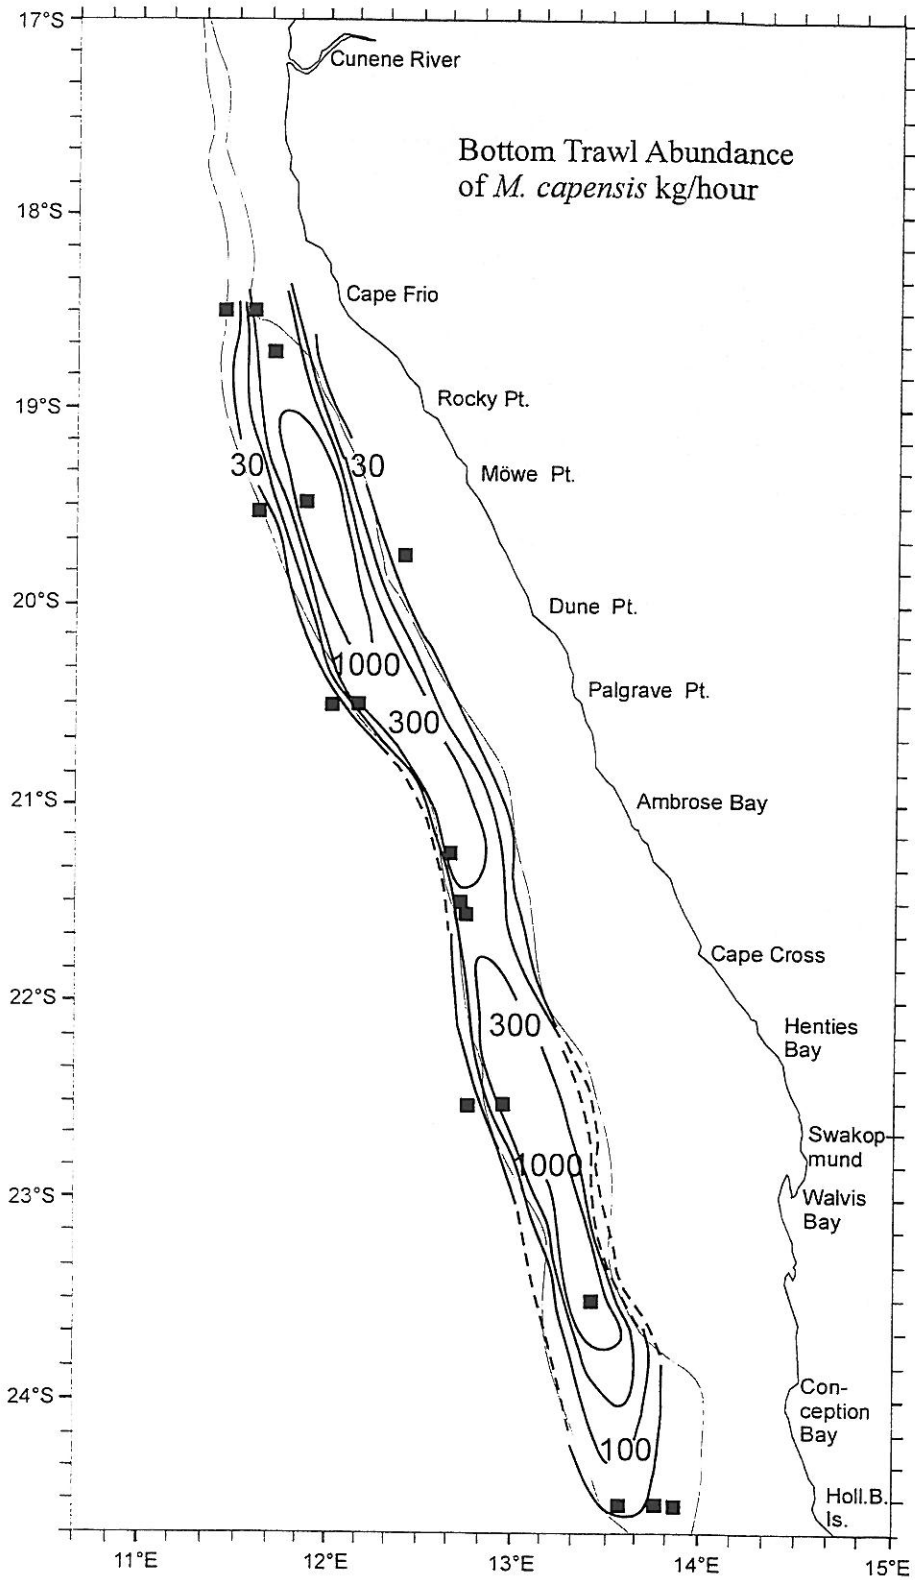 17°S
Cunene River
Bottom Trawl Abundance
of M. capensis kg/hour
18°S
Cape Frio
19°S
Rocky Pt.
30
30
Möwe Pt.
20°S
Dune Pt.
1000
Palgrave Pt.
300
21°S
Ambrose Bay
Cape Cross
22°S
300
Henties
Bay
1000
Swakop-
mund
23°S
Walvis
Bay
24°S
Con-
ception
Bay
100
Holl.B.
Is.
11°E
12°E
13°E
14°E
15°E